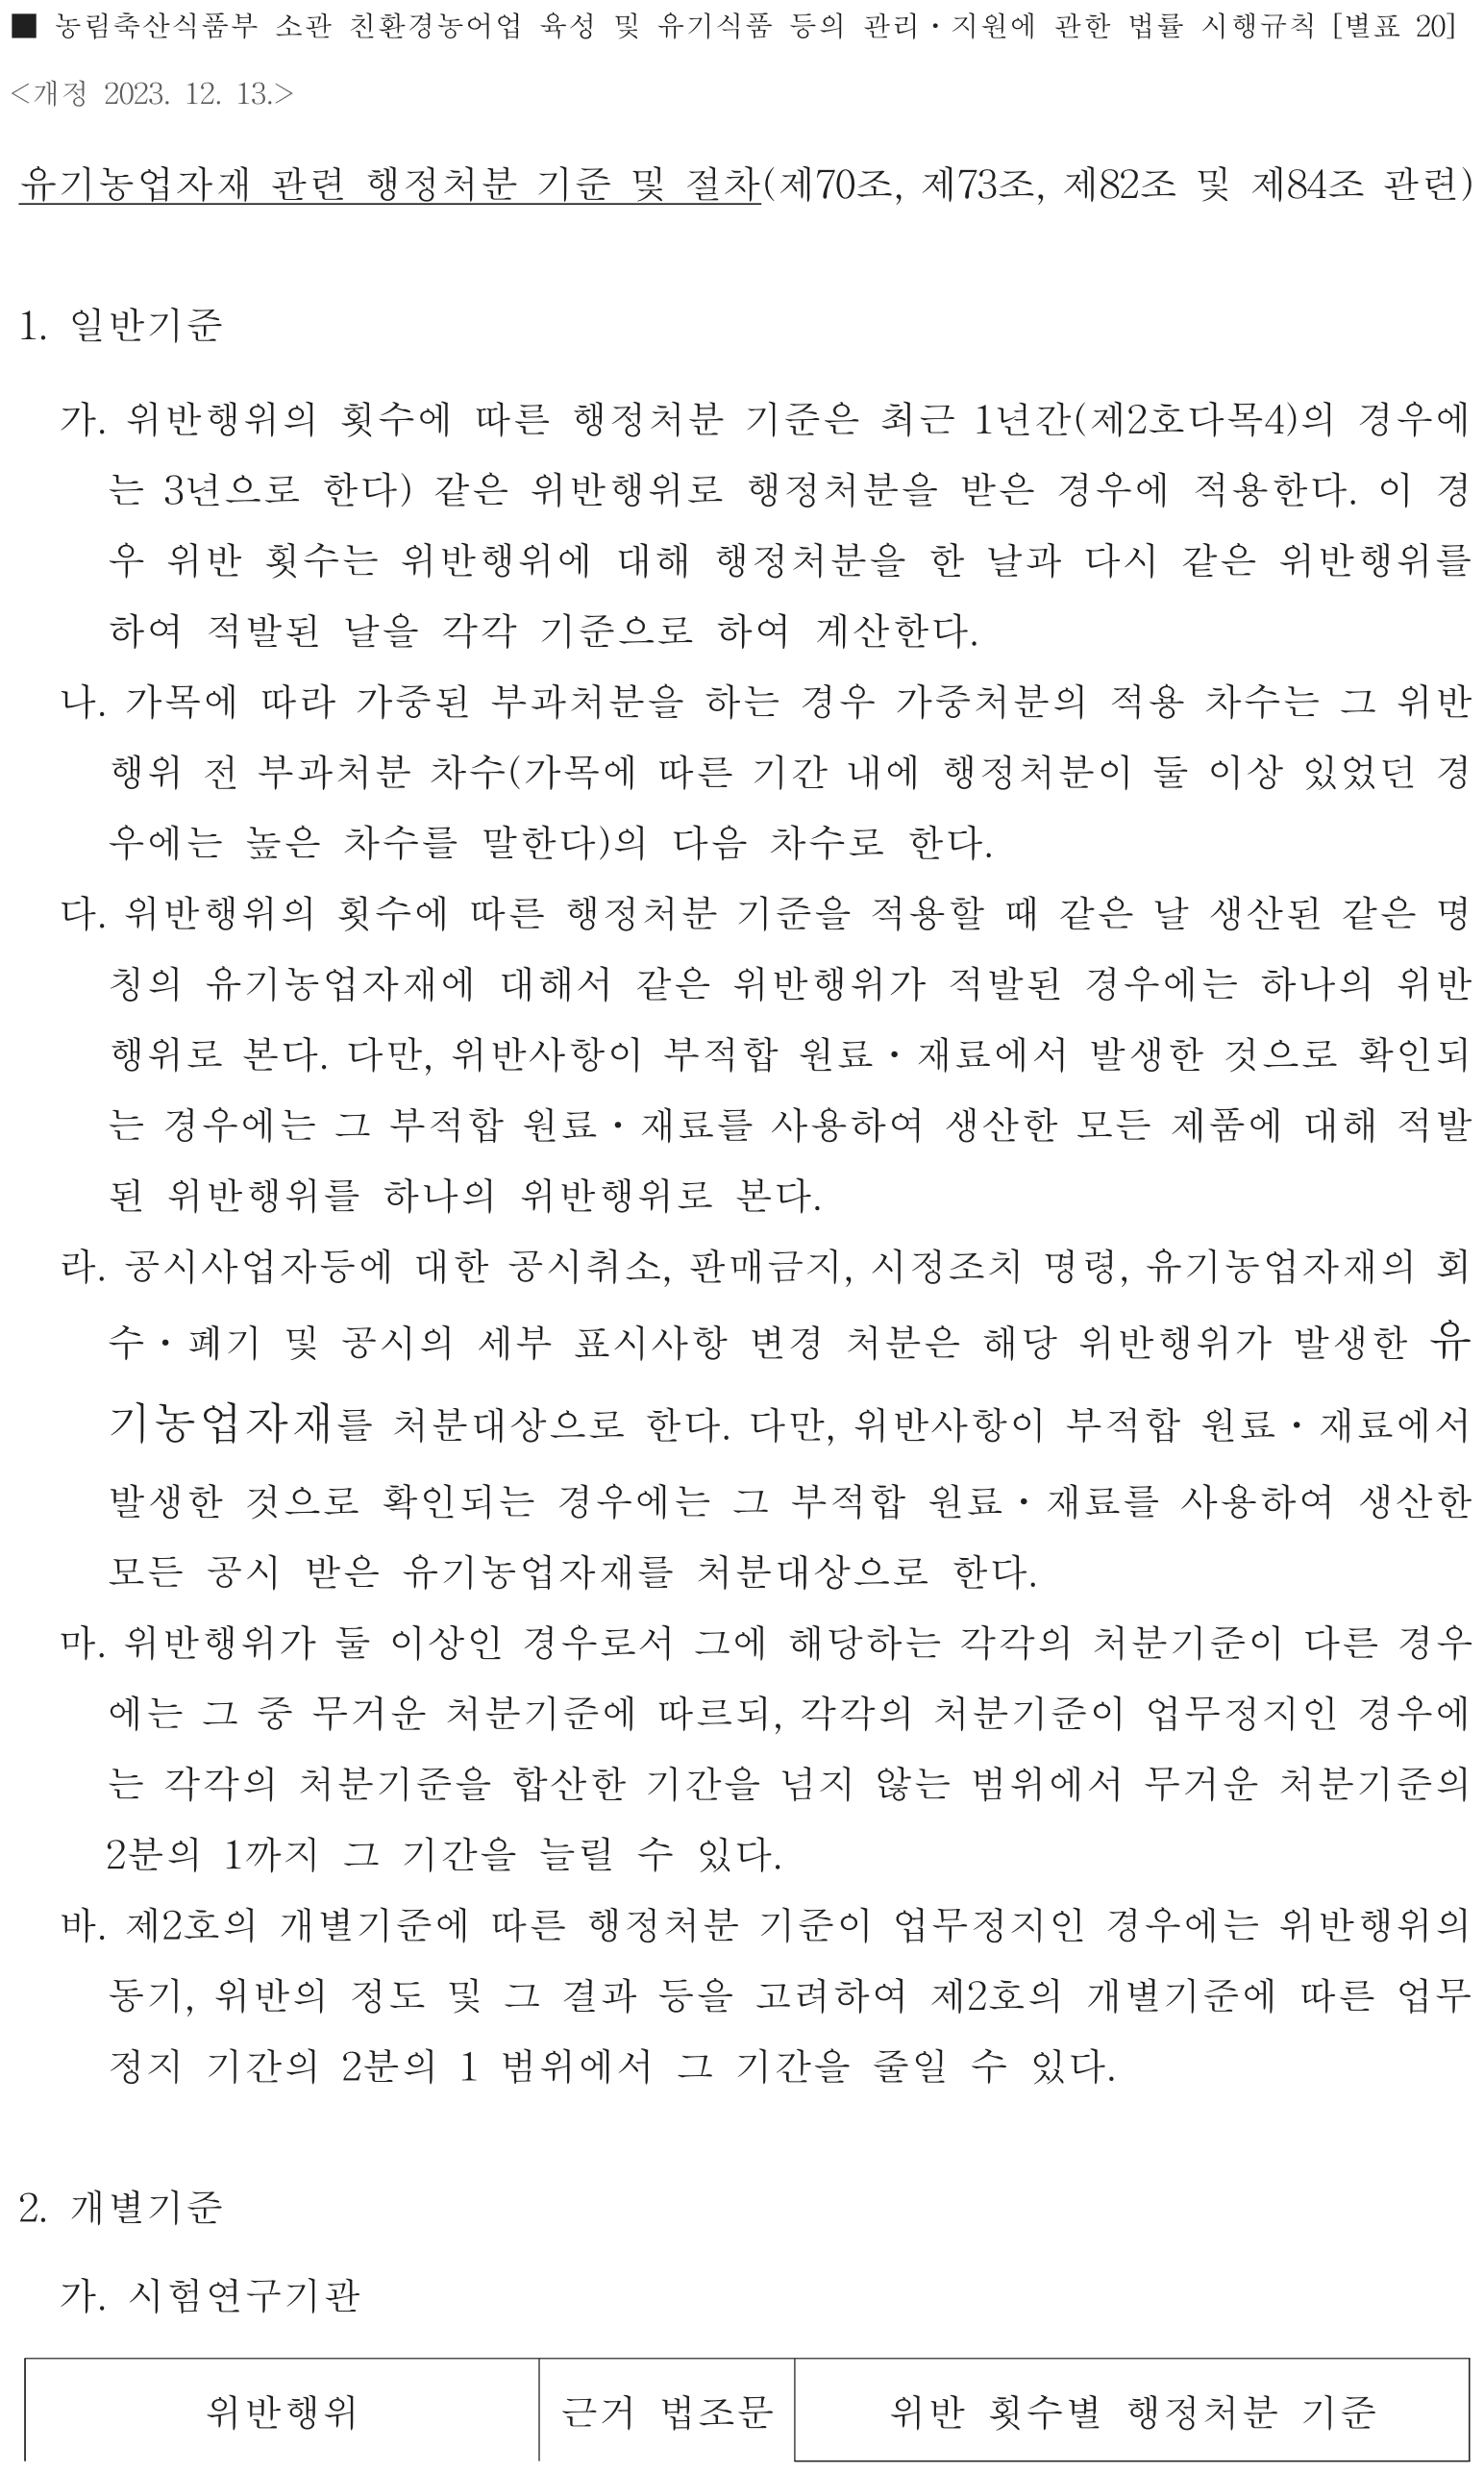 ■ 농림축산식품부 소관 친환경농어업 육성 및 유기식품 등의 관리·지원에 관한 법률 시행규칙 [별표 20]
<개정 2023. 12. 13.>
유기농업자재 관련 행정처분 기준 및 절차(제70조, 제73조, 제82조 및 제84조 관련)
1. 일반기준
가. 위반행위의 횟수에 따른 행정처분 기준은 최근 1년간(제2호다목4)의 경우에
는 3년으로 한다) 같은 위반행위로 행정처분을 받은 경우에 적용한다. 이 경
우 위반 횟수는 위반행위에 대해 행정처분을 한 날과 다시 같은 위반행위를
하여 적발된 날을 각각 기준으로 하여 계산한다.
나. 가목에 따라 가중된 부과처분을 하는 경우 가중처분의 적용 차수는 그 위반
행위 전 부과처분 차수(가목에 따른 기간 내에 행정처분이 둘 이상 있었던 경
우에는 높은 차수를 말한다)의 다음 차수로 한다.
다. 위반행위의 횟수에 따른 행정처분 기준을 적용할 때 같은 날 생산된 같은 명
칭의 유기농업자재에 대해서 같은 위반행위가 적발된 경우에는 하나의 위반
행위로 본다. 다만, 위반사항이 부적합 원료·재료에서 발생한 것으로 확인되
는 경우에는 그 부적합 원료·재료를 사용하여 생산한 모든 제품에 대해 적발
된 위반행위를 하나의 위반행위로 본다.
라. 공시사업자등에 대한 공시취소, 판매금지, 시정조치 명령, 유기농업자재의 회
수·폐기 및 공시의 세부 표시사항 변경 처분은 해당 위반행위가 발생한 유
기농업자재를 처분대상으로 한다. 다만, 위반사항이 부적합 원료·재료에서
발생한 것으로 확인되는 경우에는 그 부적합 원료·재료를 사용하여 생산한
모든 공시 받은 유기농업자재를 처분대상으로 한다.
마. 위반행위가 둘 이상인 경우로서 그에 해당하는 각각의 처분기준이 다른 경우
에는 그 중 무거운 처분기준에 따르되, 각각의 처분기준이 업무정지인 경우에
는 각각의 처분기준을 합산한 기간을 넘지 않는 범위에서 무거운 처분기준의
2분의 1까지 그 기간을 늘릴 수 있다.
바. 제2호의 개별기준에 따른 행정처분 기준이 업무정지인 경우에는 위반행위의
동기, 위반의 정도 및 그 결과 등을 고려하여 제2호의 개별기준에 따른 업무
정지 기간의 2분의 1 범위에서 그 기간을 줄일 수 있다.
2. 개별기준
가. 시험연구기관
위반행위 근거 법조문 위반 횟수별 행정처분 기준